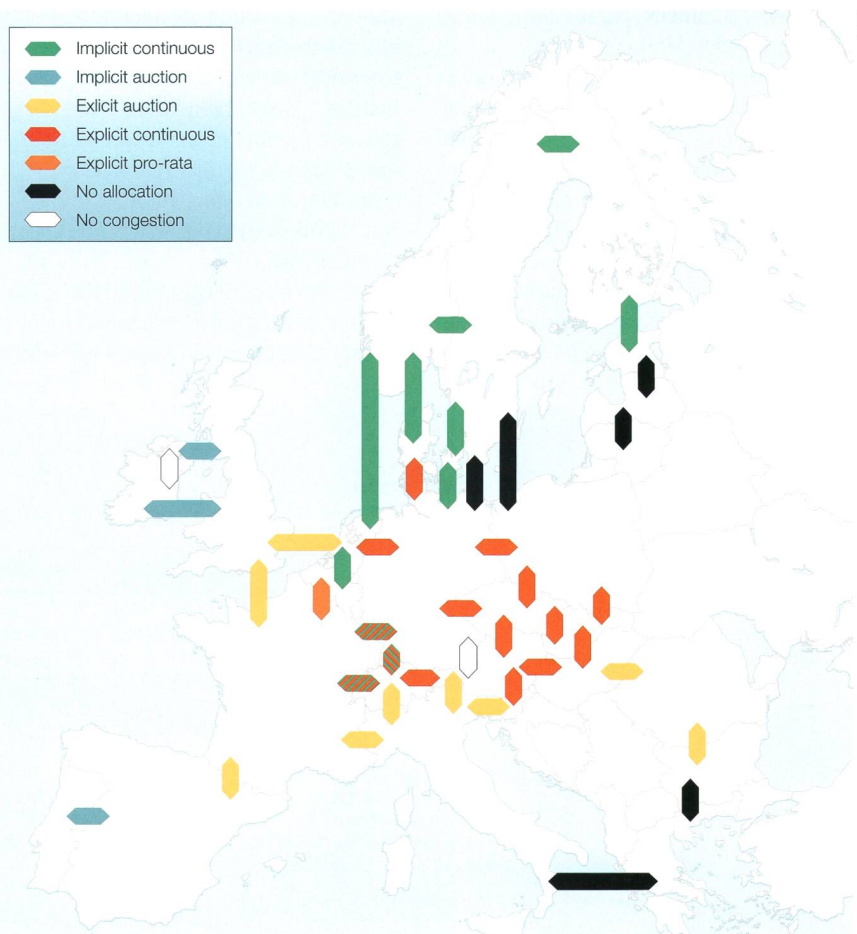 Implicit continuous
Implicit auction
Exlicit auction
Explicit continuous
Explicit pro-rata
No allocation
No congestion